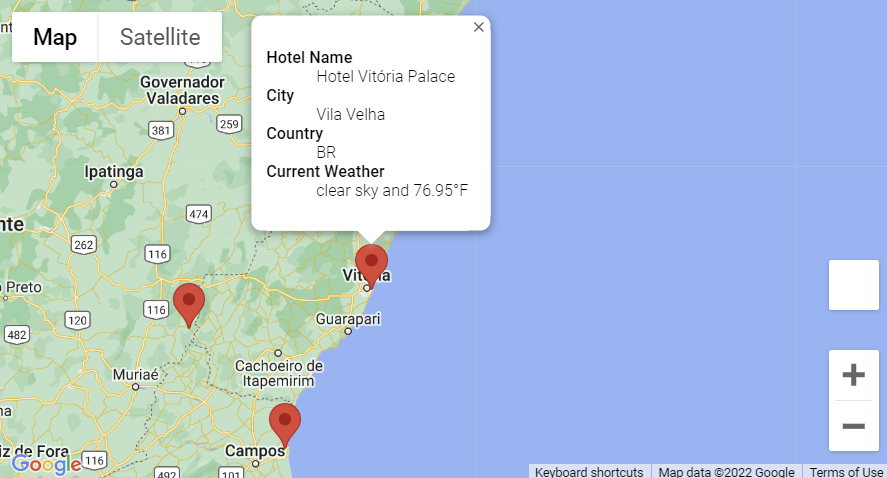 Map
Satellite
Hotel Name
Hotel Vitória Palace
City
Vila Velha
Country
BR
Current Weather
clear sky and 76.95°F
Governador
Valadares
381
259
Ipatinga
474
262
116
116
120
482
Preto
Guarapari
Cachoeiro de
Itapemirim
Muriaé
Campos
z de Fora
116
492
101
Google
Keyboard shortcuts
Map data ©2022 Google
Terms of Use